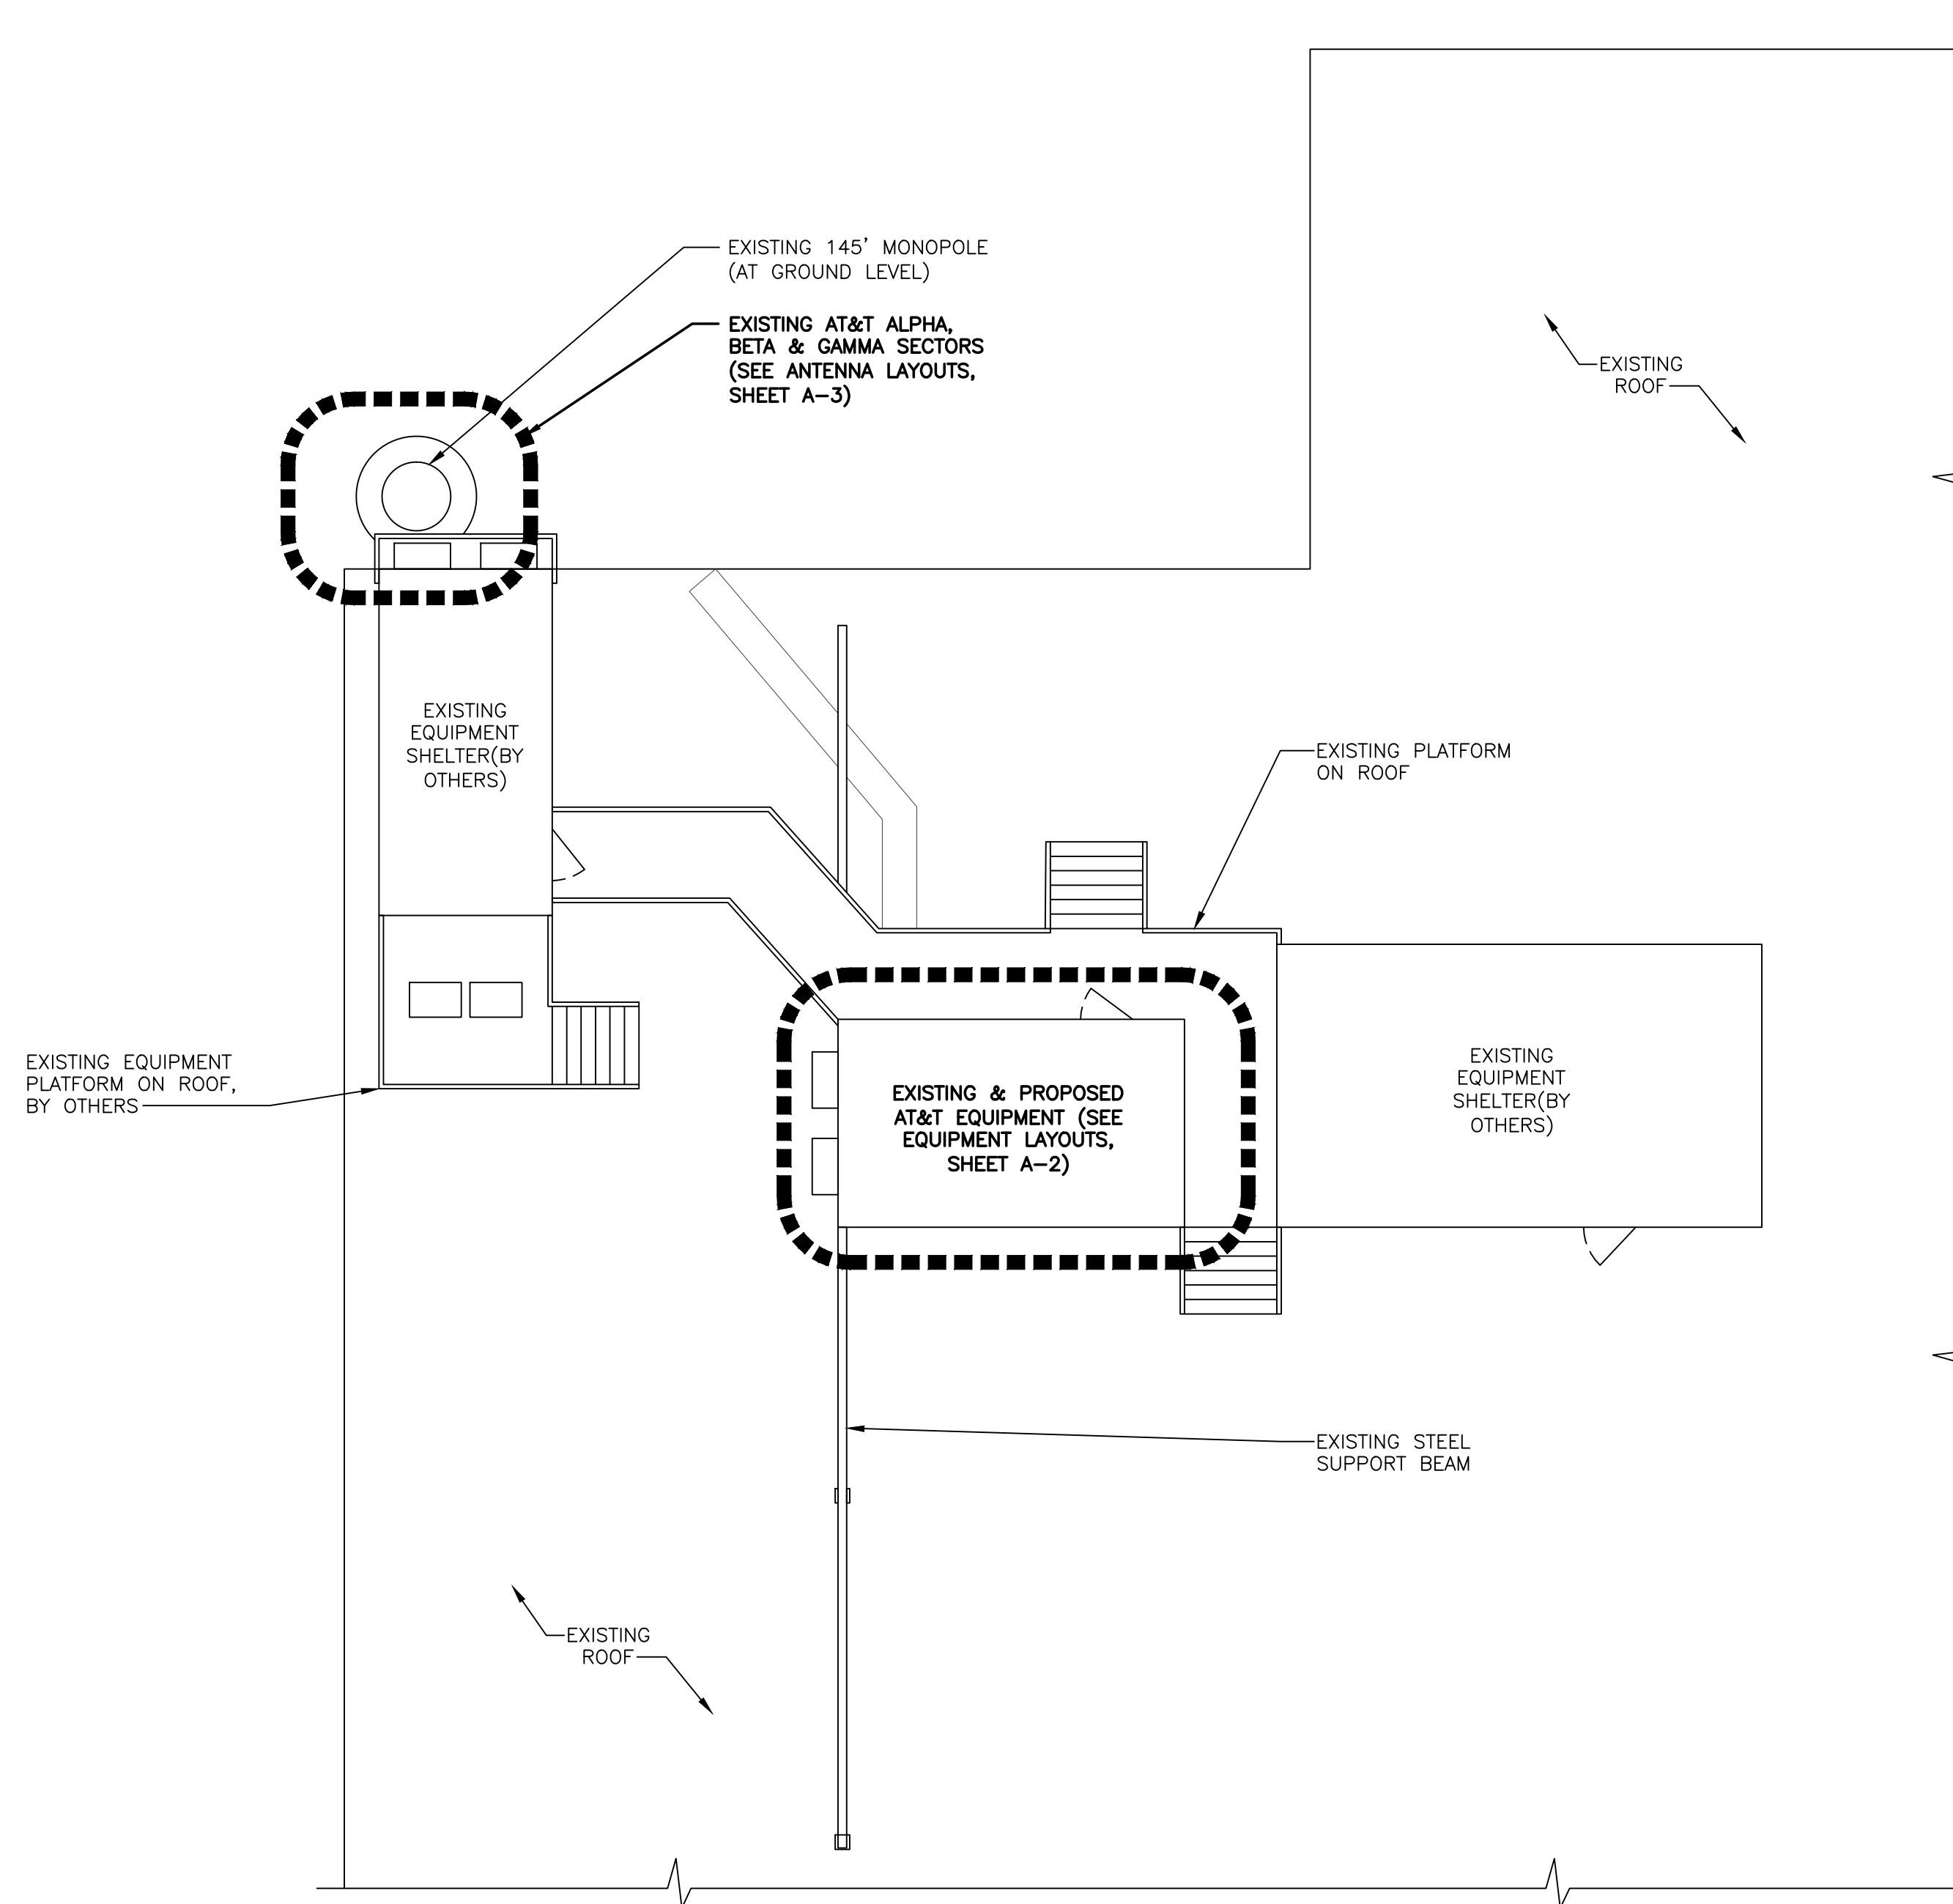 EXISTING 145' MONOPOLE
(AT GROUND LEVEL)
EXISTING AT&T ALPHA,
BETA & GAMMA SECTORS
(SEE ANTENNA LAYOUTS,
SHEET A-3)
EXISTING
ROOF
EXISTING
EQUIPMENT
SHELTER(BY
OTHERS)
EXISTING PLATFORM
ON ROOF
EXISTING EQUIPMENT
PLATFORM ON ROOF,
BY OTHERS
EXISTING & PROPOSED
AT&T EQUIPMENT (SEE
EQUIPMENT LAYOUTS,
SHEET A-2)
EXISTING
EQUIPMENT
SHELTER(BY
OTHERS)
EXISTING STEEL
SUPPORT BEAM
EXISTING
ROOF